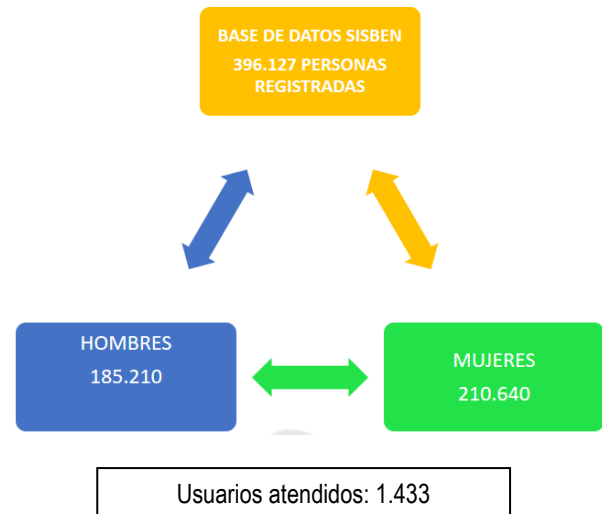 BASE DE DATOS SISBEN
396.127 PERSONAS
REGISTRADAS
HOMBRES
185.210
MUJERES
210.640
Usuarios atendidos: 1.433